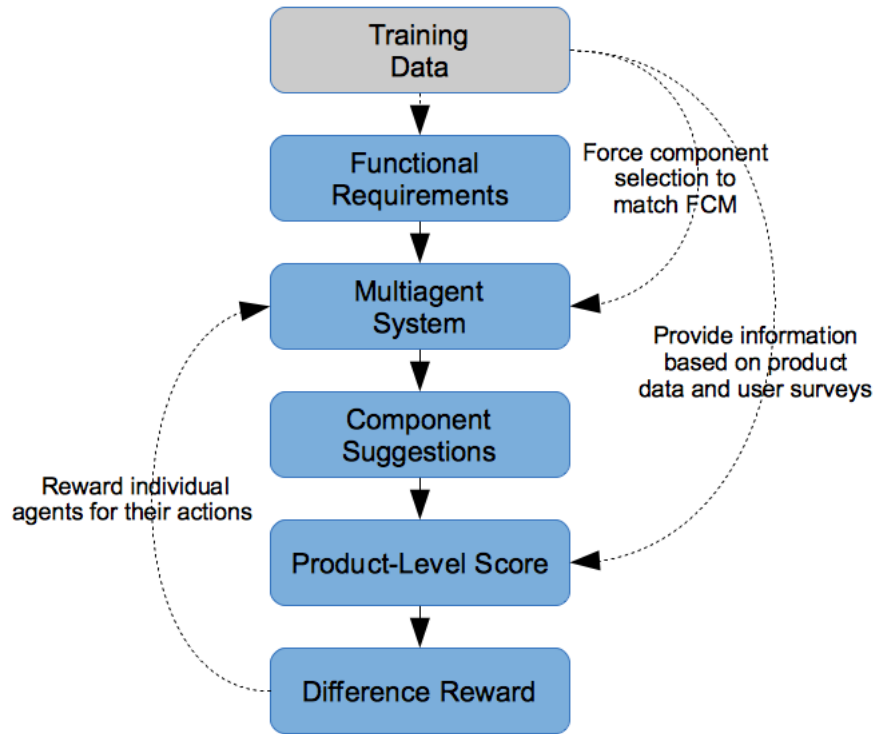 Training
Data
Functional
Requirements
Force component
selection to
match FCM
Multiagent
System
Provide information
based on product
data and user surveys
Component
Suggestions
Reward individual
agents for their actions
Product-Level Score
Difference Reward